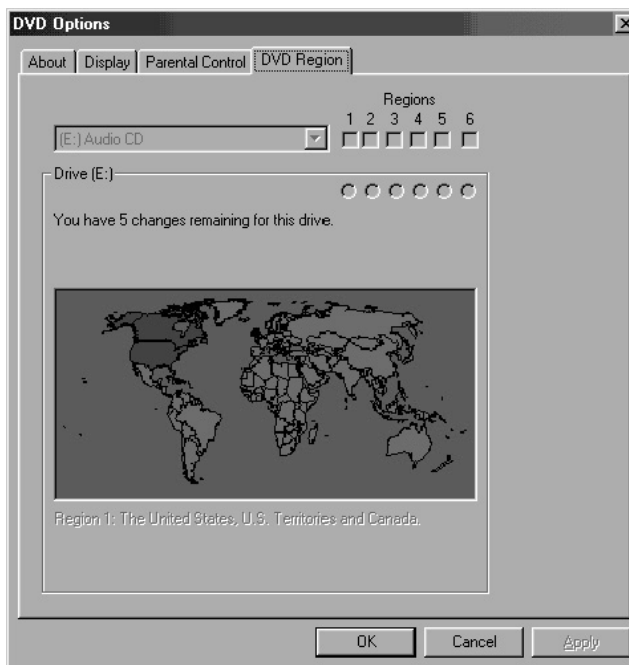 DVD Options
About Display Parental Control DVD Region
Regions
1 2 3 4 5 6
(E:) Audio CD
Drive (E:)
You have 5 changes remaining for this drive.
Region 1: The United States, U.S. Territories and Canada.
OK Cancel Apply